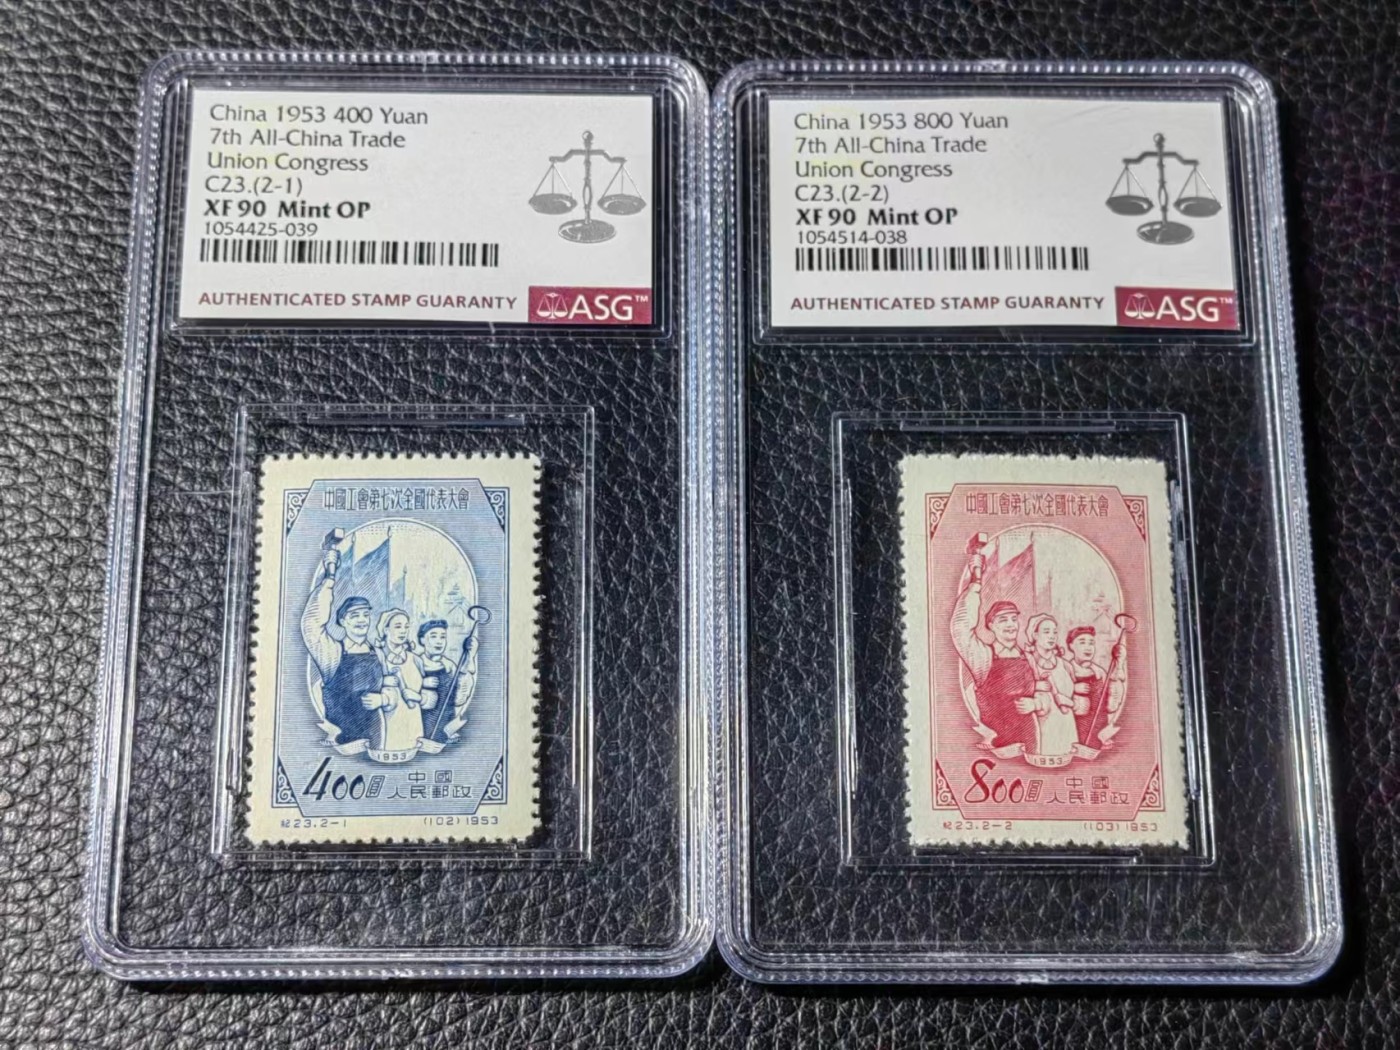 China 1953 400 Yuan
7th All-China Trade
Union Congress
C23.(2-1)
XF 90 Mint OP
1054425-039
AUTHENTICATED STAMP GUARANTY ASG™
中國工會第七次全國代表大會
1953
400圓 中國人民郵政
紀23.2-1 (102)1953
China 1953 800 Yuan
7th All-China Trade
Union Congress
C23.(2-2)
XF 90 Mint OP
1054514-038
AUTHENTICATED STAMP GUARANTY ASG™
中國工會第七次全國代表大會
1953
800圓 中國人民郵政
紀23.2-2 (103)1953